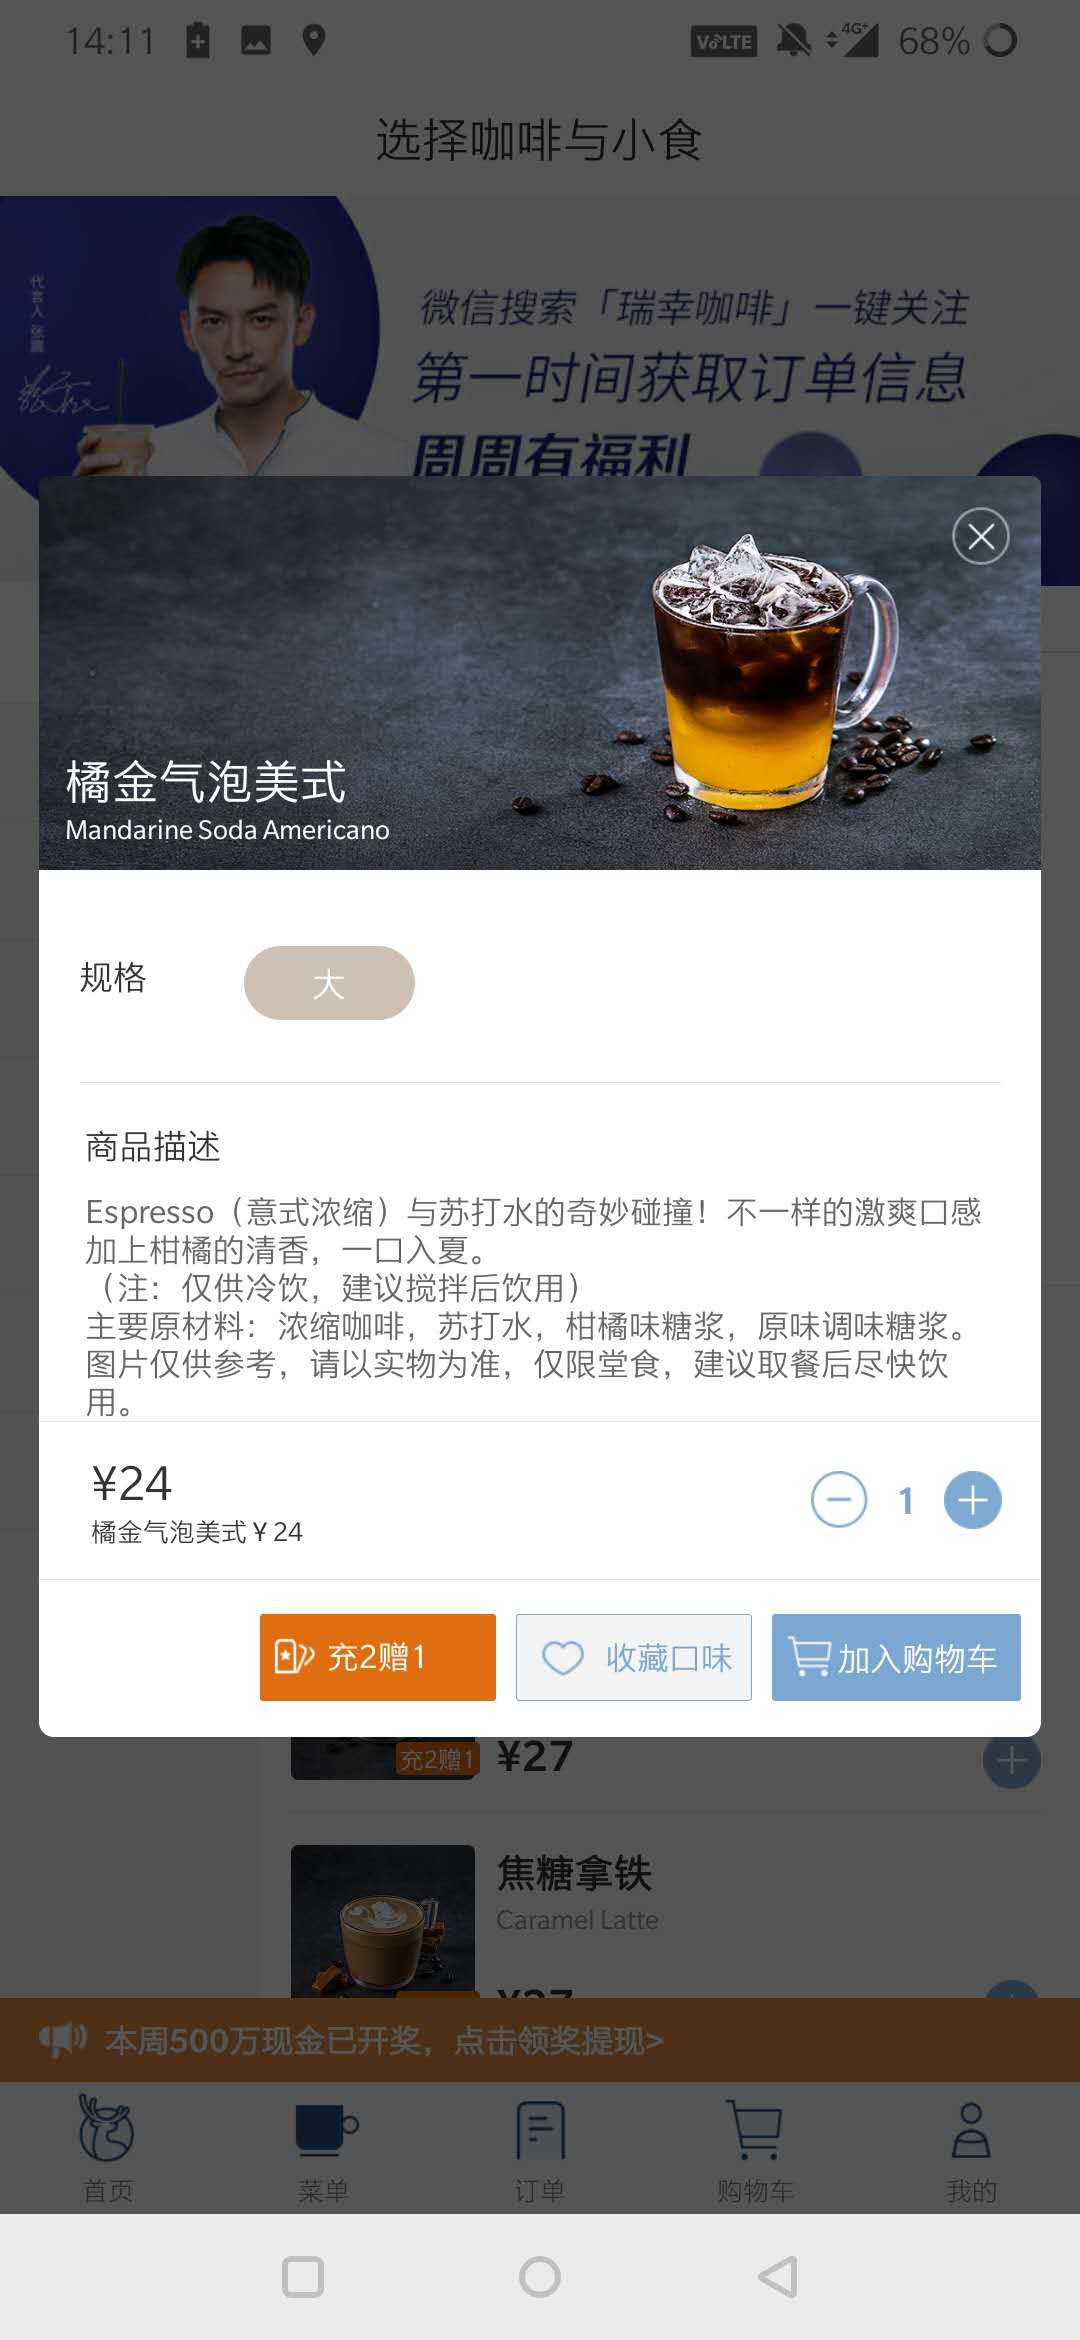 14:11
VoLTE 4G+ 68%
选择咖啡与小食
代言人 张震
微信搜索「瑞幸咖啡」一键关注
第一时间获取订单信息
周周有福利
橘金气泡美式
Mandarine Soda Americano
规格
大
商品描述
Espresso（意式浓缩）与苏打水的奇妙碰撞！不一样的激爽口感
加上柑橘的清香，一口入夏。
（注：仅供冷饮，建议搅拌后饮用）
主要原材料：浓缩咖啡，苏打水，柑橘味糖浆，原味调味糖浆。
图片仅供参考，请以实物为准，仅限堂食，建议取餐后尽快饮
用。
¥24
1
橘金气泡美式 ¥ 24
充2赠1
收藏口味
加入购物车
充2赠1
¥27
焦糖拿铁
Caramel Latte
¥27
本周500万现金已开奖，点击领奖提现>
首页
菜单
订单
购物车
我的